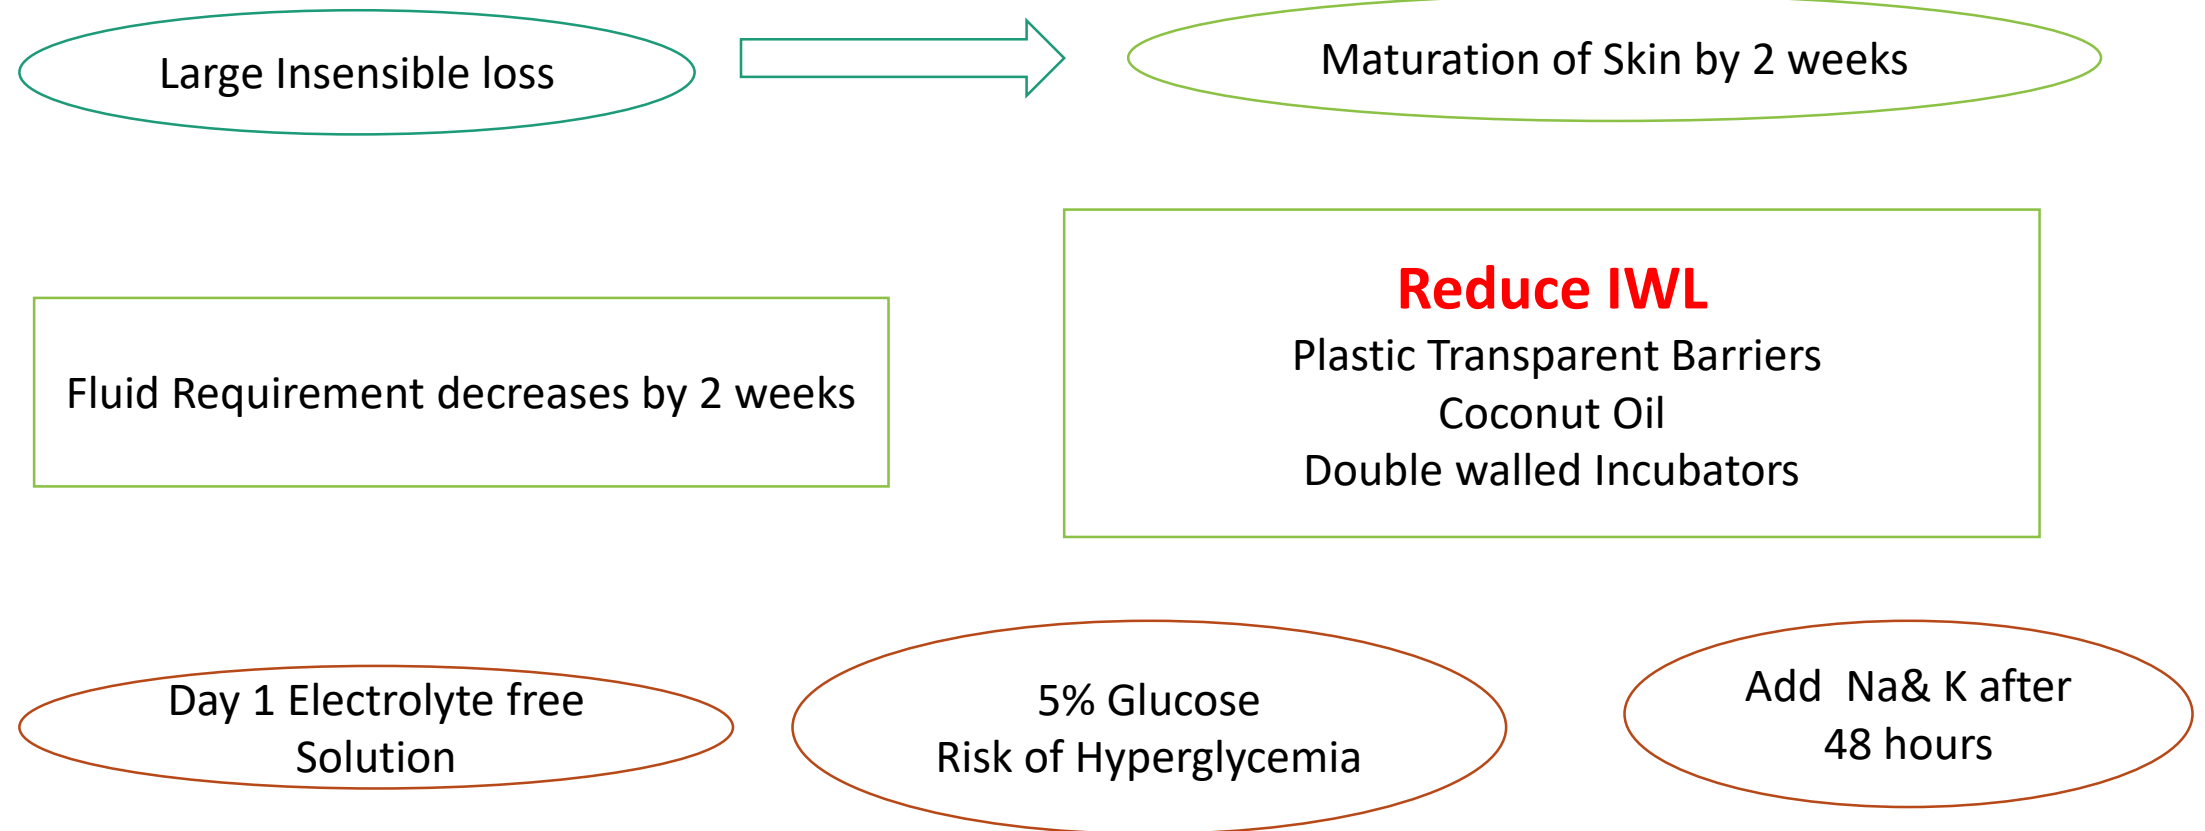 Large Insensible loss
Maturation of Skin by 2 weeks
Fluid Requirement decreases by 2 weeks
Reduce IWL
Plastic Transparent Barriers
Coconut Oil
Double walled Incubators
Day 1 Electrolyte free
Solution
5% Glucose
Risk of Hyperglycemia
Add  Na& K after
48 hours